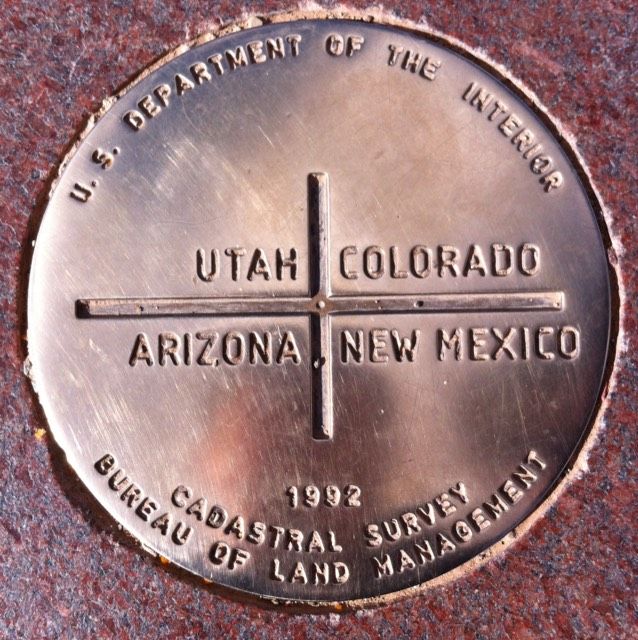 U. S. DEPARTMENT OF THE INTERIOR
UTAH COLORADO
ARIZONA NEW MEXICO
1992
CADASTRAL SURVEY
BUREAU OF LAND MANAGEMENT